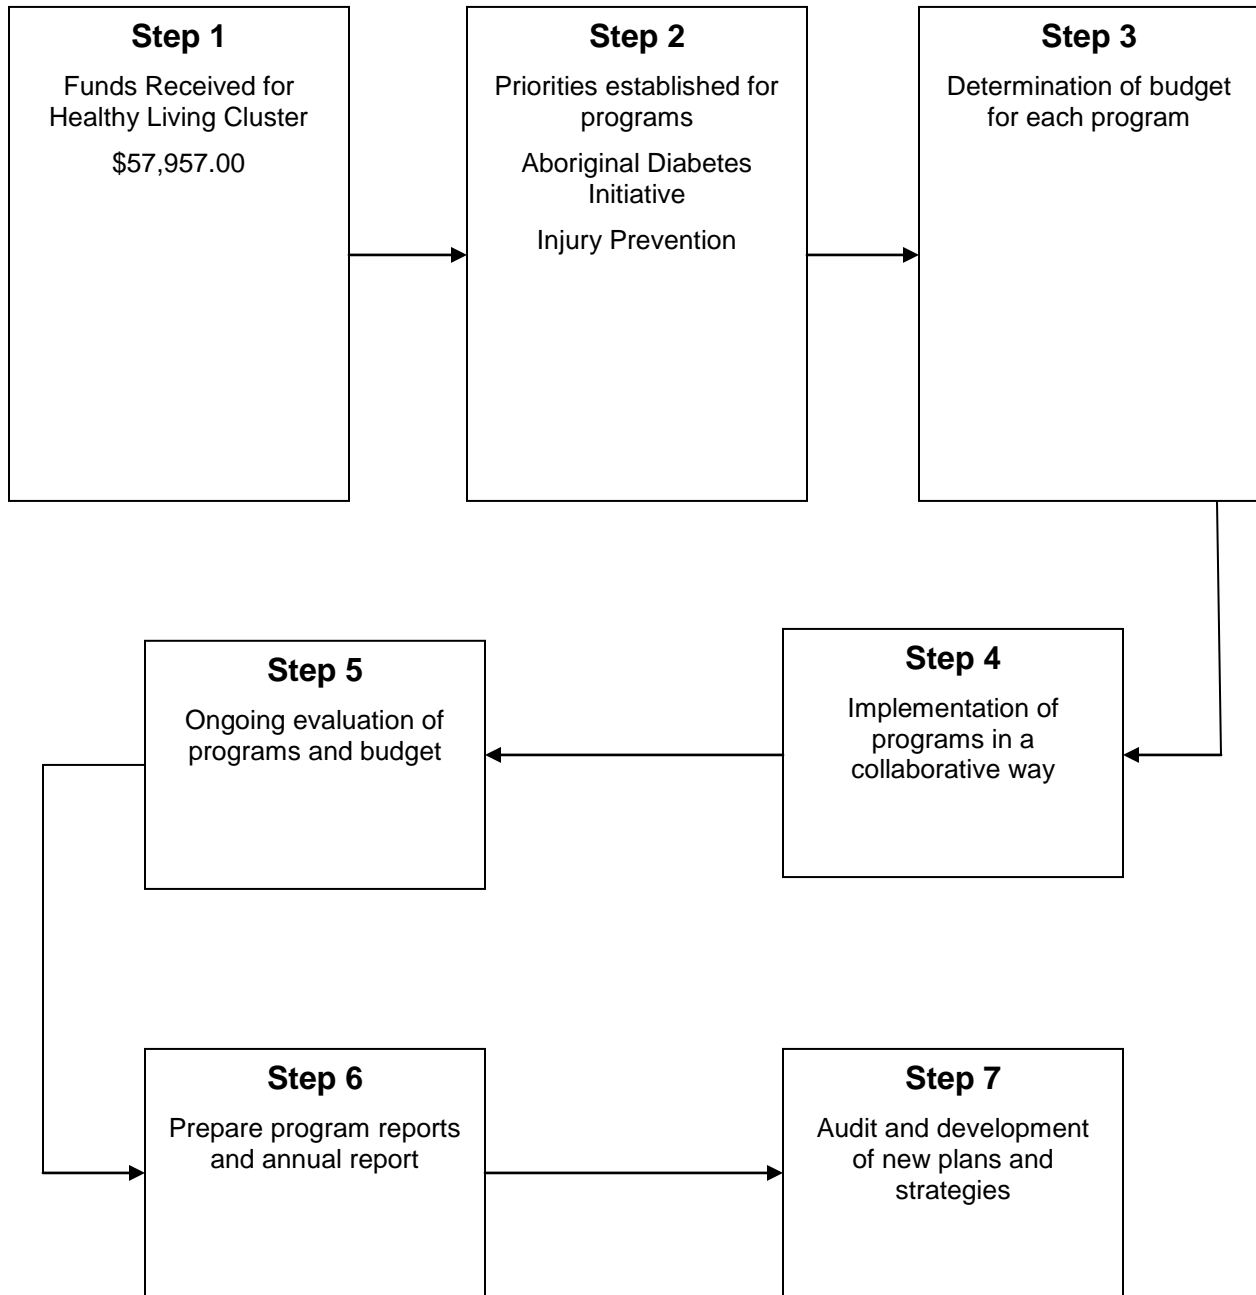 Step 1
Funds Received for
Healthy Living Cluster
$57,957.00
Step 2
Priorities established for
programs
Aboriginal Diabetes
Initiative
Injury Prevention
Step 3
Determination of budget
for each program
Step 4
Implementation of
programs in a
collaborative way
Step 5
Ongoing evaluation of
programs and budget
Step 6
Prepare program reports
and annual report
Step 7
Audit and development
of new plans and
strategies